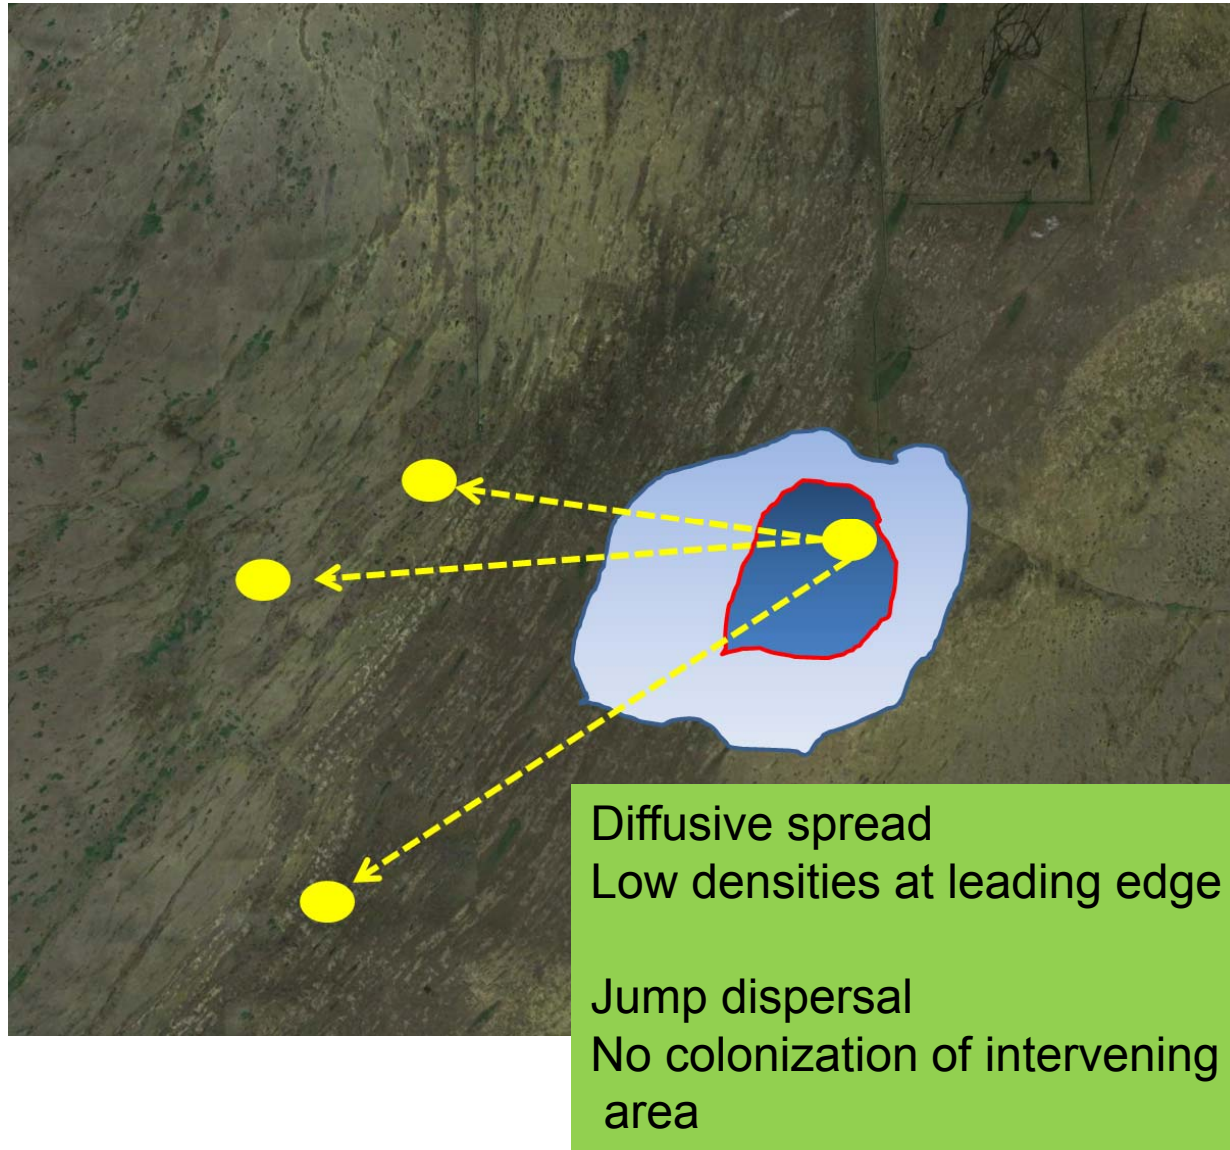 Diffusive spread
Low densities at leading edge
Jump dispersal
No colonization of intervening
area